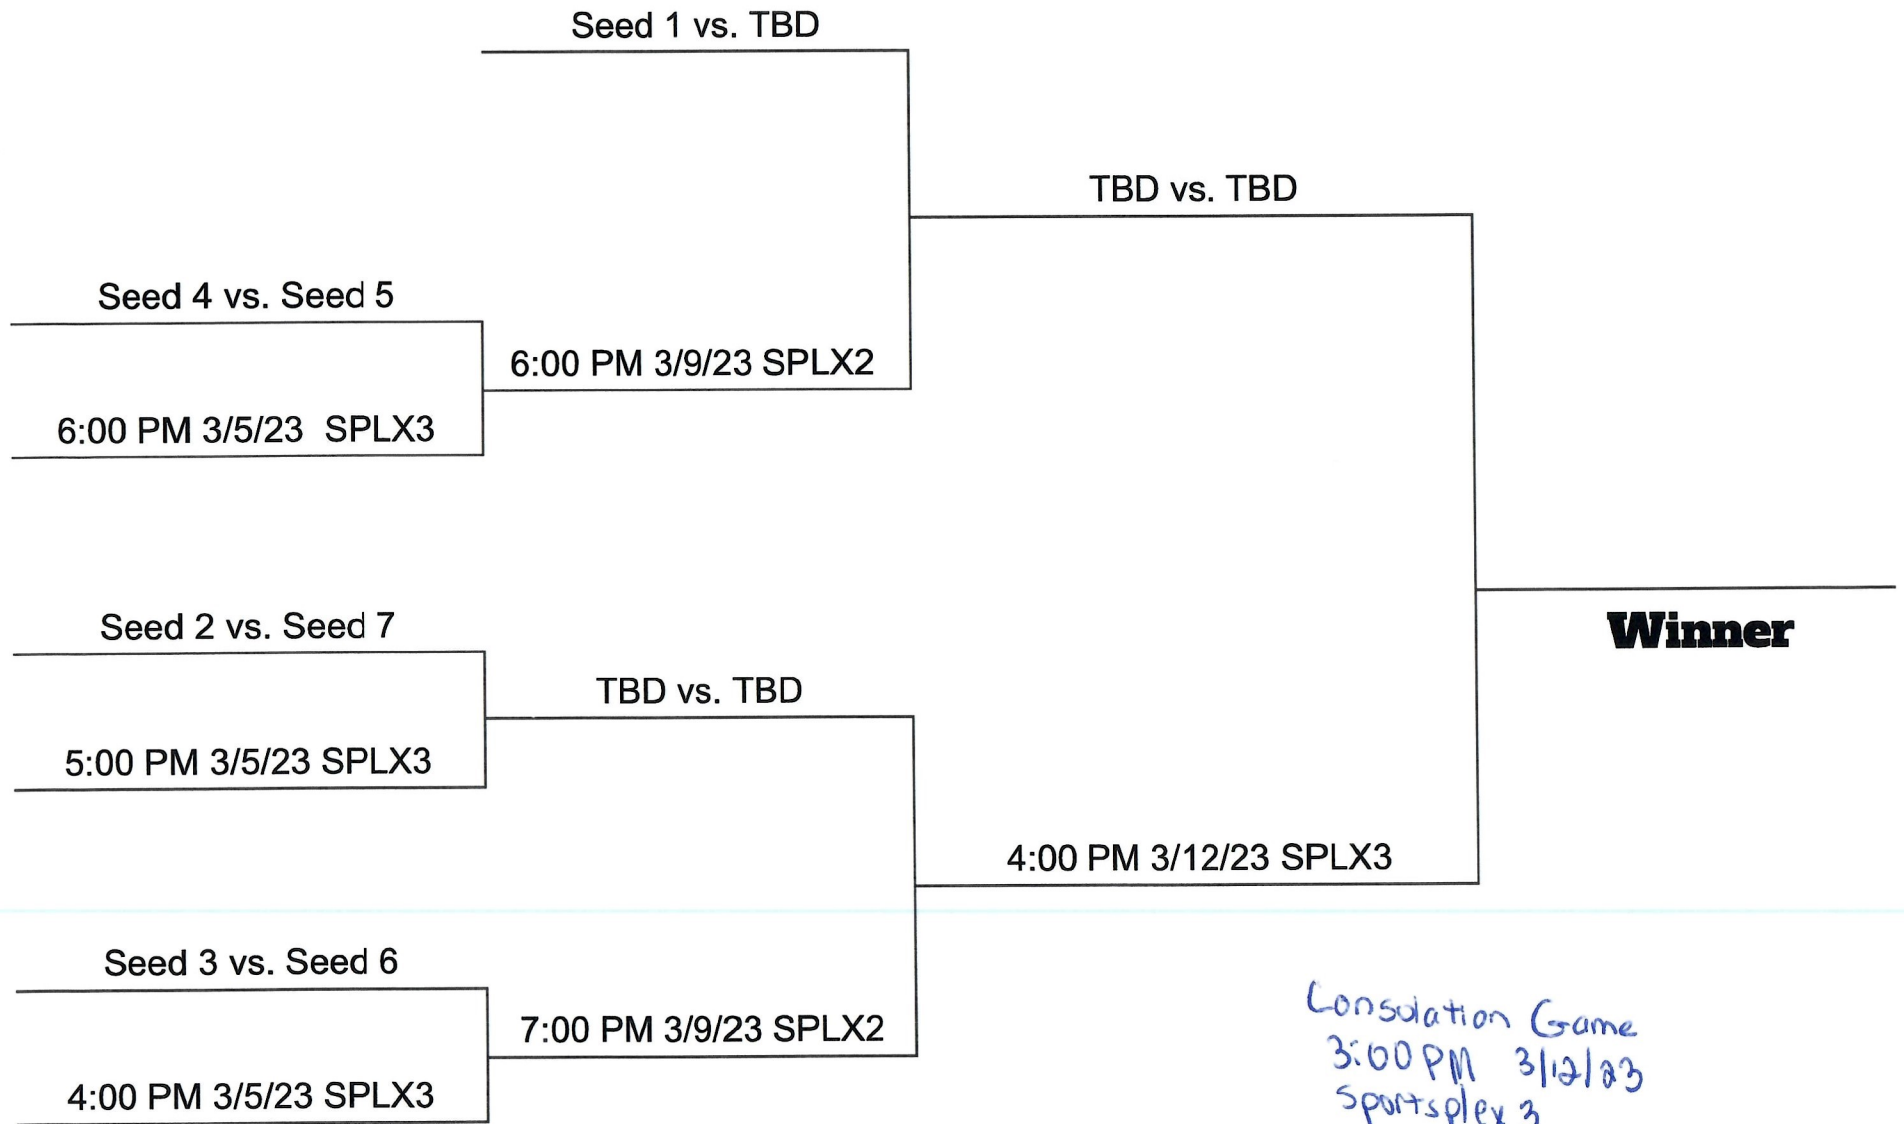 Seed 1 vs. TBD
TBD vs. TBD
Seed 4 vs. Seed 5
6:00 PM 3/9/23 SPLX2
6:00 PM 3/5/23 SPLX3
Seed 2 vs. Seed 7
Winner
TBD vs. TBD
5:00 PM 3/5/23 SPLX3
4:00 PM 3/12/23 SPLX3
Seed 3 vs. Seed 6
7:00 PM 3/9/23 SPLX2
4:00 PM 3/5/23 SPLX3
Consolation Game
3:00 PM 3/12/23
Sportsplex 3